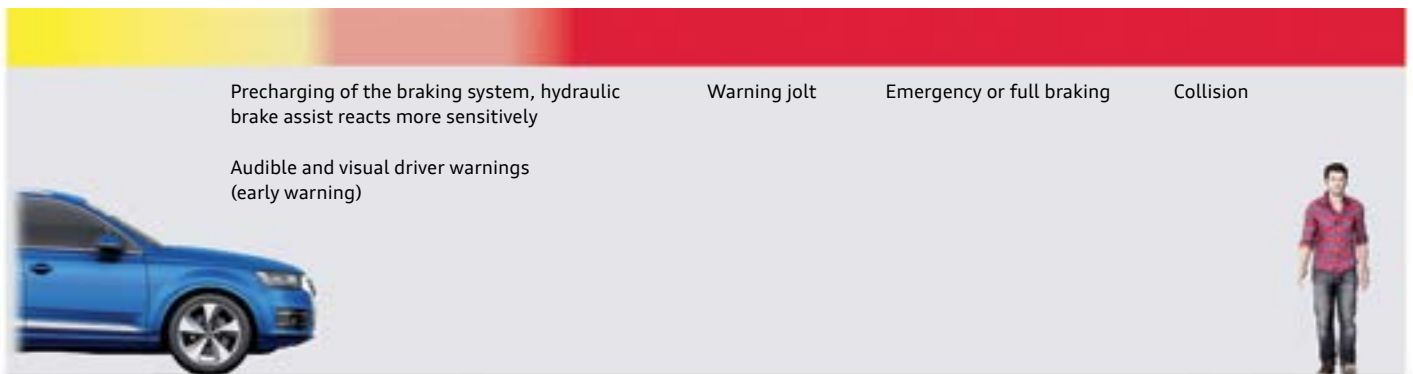 Precharging of the braking system, hydraulic
brake assist reacts more sensitively
Audible and visual driver warnings
(early warning)
Warning jolt
Emergency or full braking
Collision